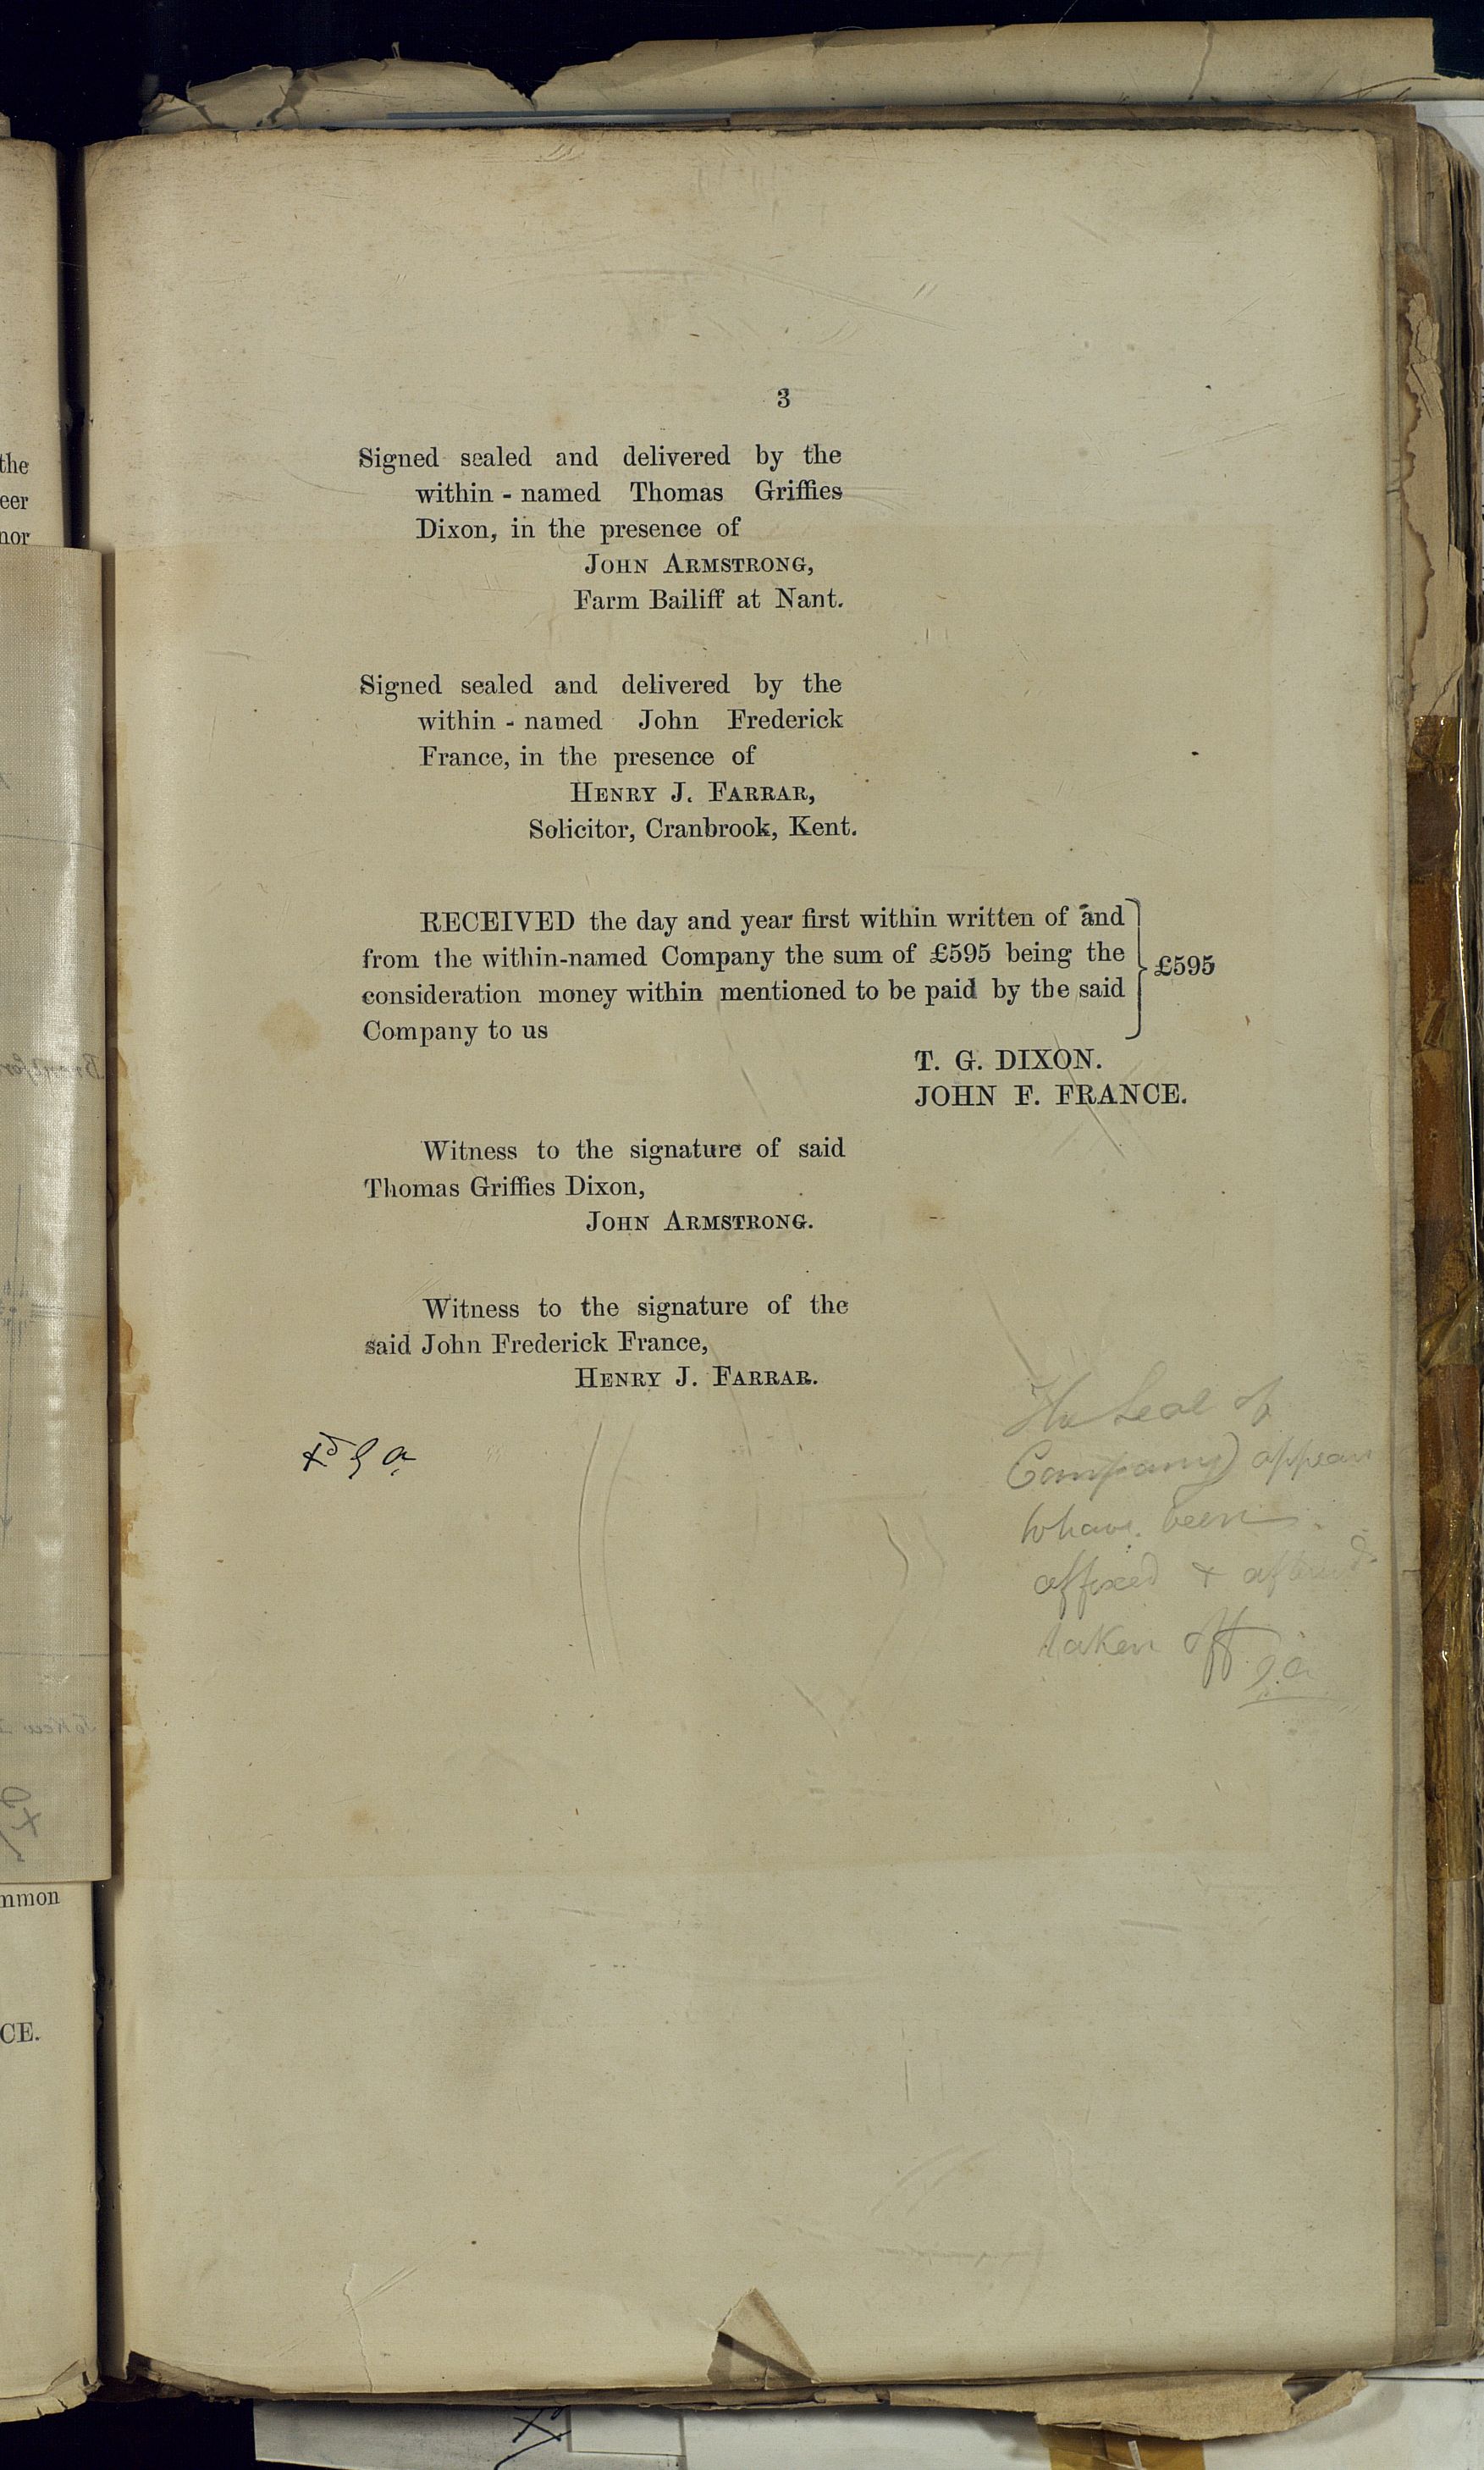 3
Signed sealed and delivered by the
within - named Thomas Griffies
Dixon, in the presence of
JOHN ARMSTRONG,
Farm Bailiff at Nant.
Signed sealed and delivered by the
within - named John Frederick
France, in the presence of
HENRY J. FARRAR,
Solicitor, Cranbrook, Kent.
RECEIVED the day and year first within written of and
from the within-named Company the sum of £595 being the
consideration money within mentioned to be paid by the said
Company to us
£595
T. G. DIXON.
JOHN F. FRANCE.
Witness to the signature of said
Thomas Griffies Dixon,
JOHN ARMSTRONG.
Witness to the signature of the
said John Frederick France,
HENRY J. FARRAR.
The Seal of
Company) appears
to have been
affixed &
taken off
the
eer
nor
mmon
CE.